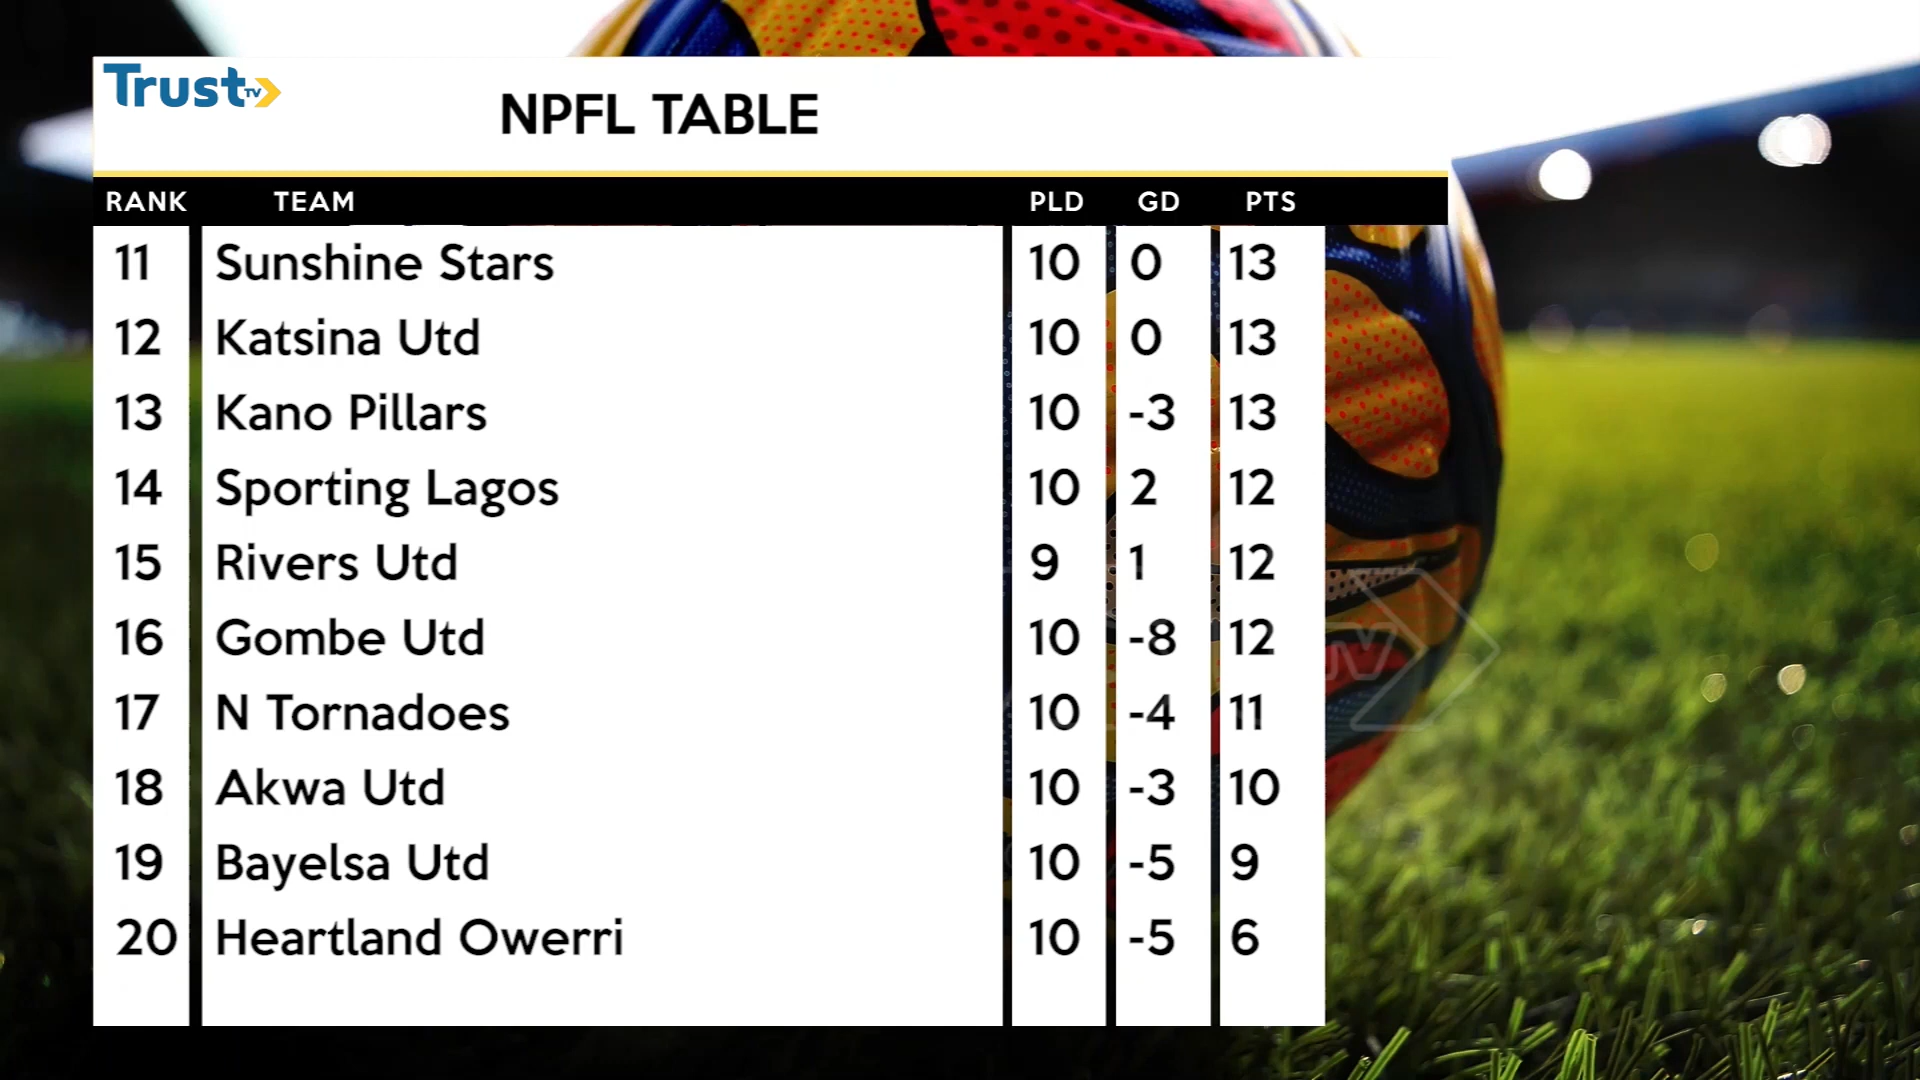 Trust TV
NPFL TABLE
RANK TEAM PLD GD PTS
11 Sunshine Stars 10 0 13
12 Katsina Utd 10 0 13
13 Kano Pillars 10 -3 13
14 Sporting Lagos 10 2 12
15 Rivers Utd 9 1 12
16 Gombe Utd 10 -8 12
17 N Tornadoes 10 -4 11
18 Akwa Utd 10 -3 10
19 Bayelsa Utd 10 -5 9
20 Heartland Owerri 10 -5 6
TV